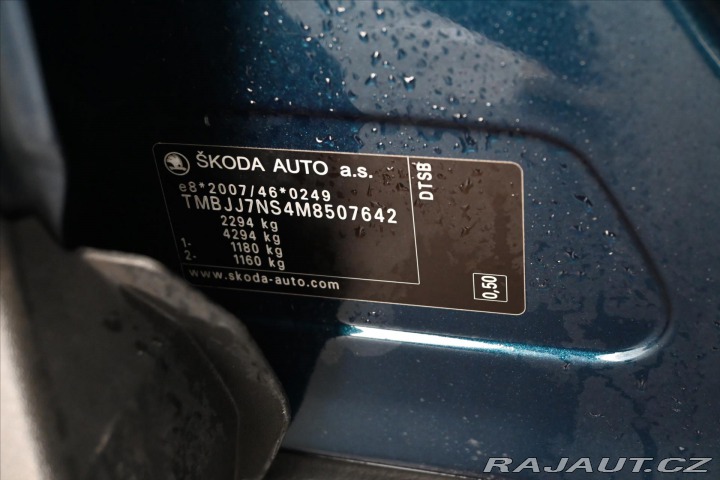 ŠKODA AUTO a.s.
e8*2007/46*0249
TMBJJ7NS4M8507642
2294 kg
4294 kg
1- 1180 kg
2- 1160 kg
www.skoda-auto.com
DTSB
0,50
RAJAUT.CZ